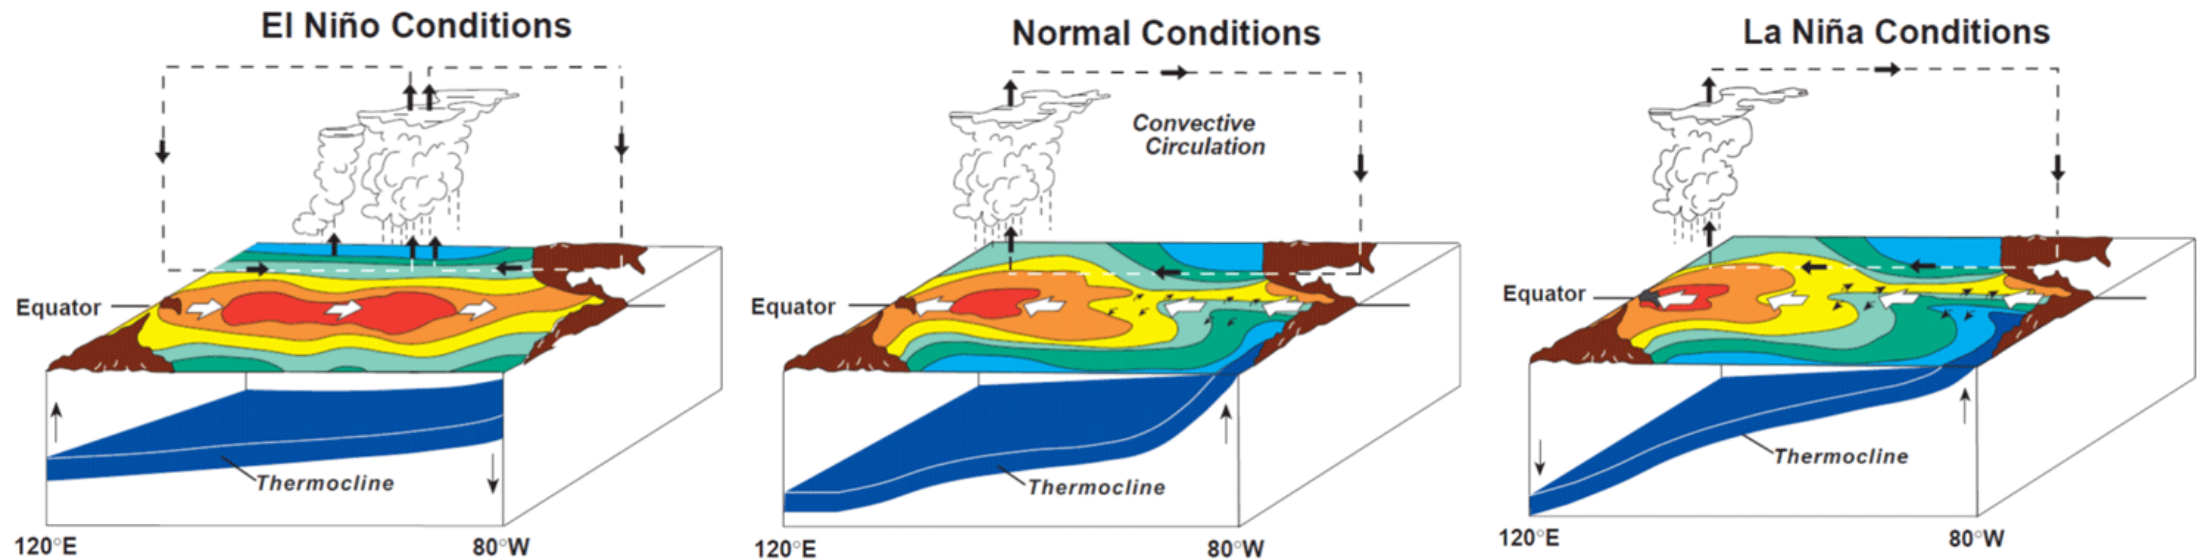 El Niño Conditions
Equator
Thermocline
120°E
80°W
Normal Conditions
Convective
Circulation
Equator
Thermocline
120°E
80°W
La Niña Conditions
Equator
Thermocline
120°E
80°W